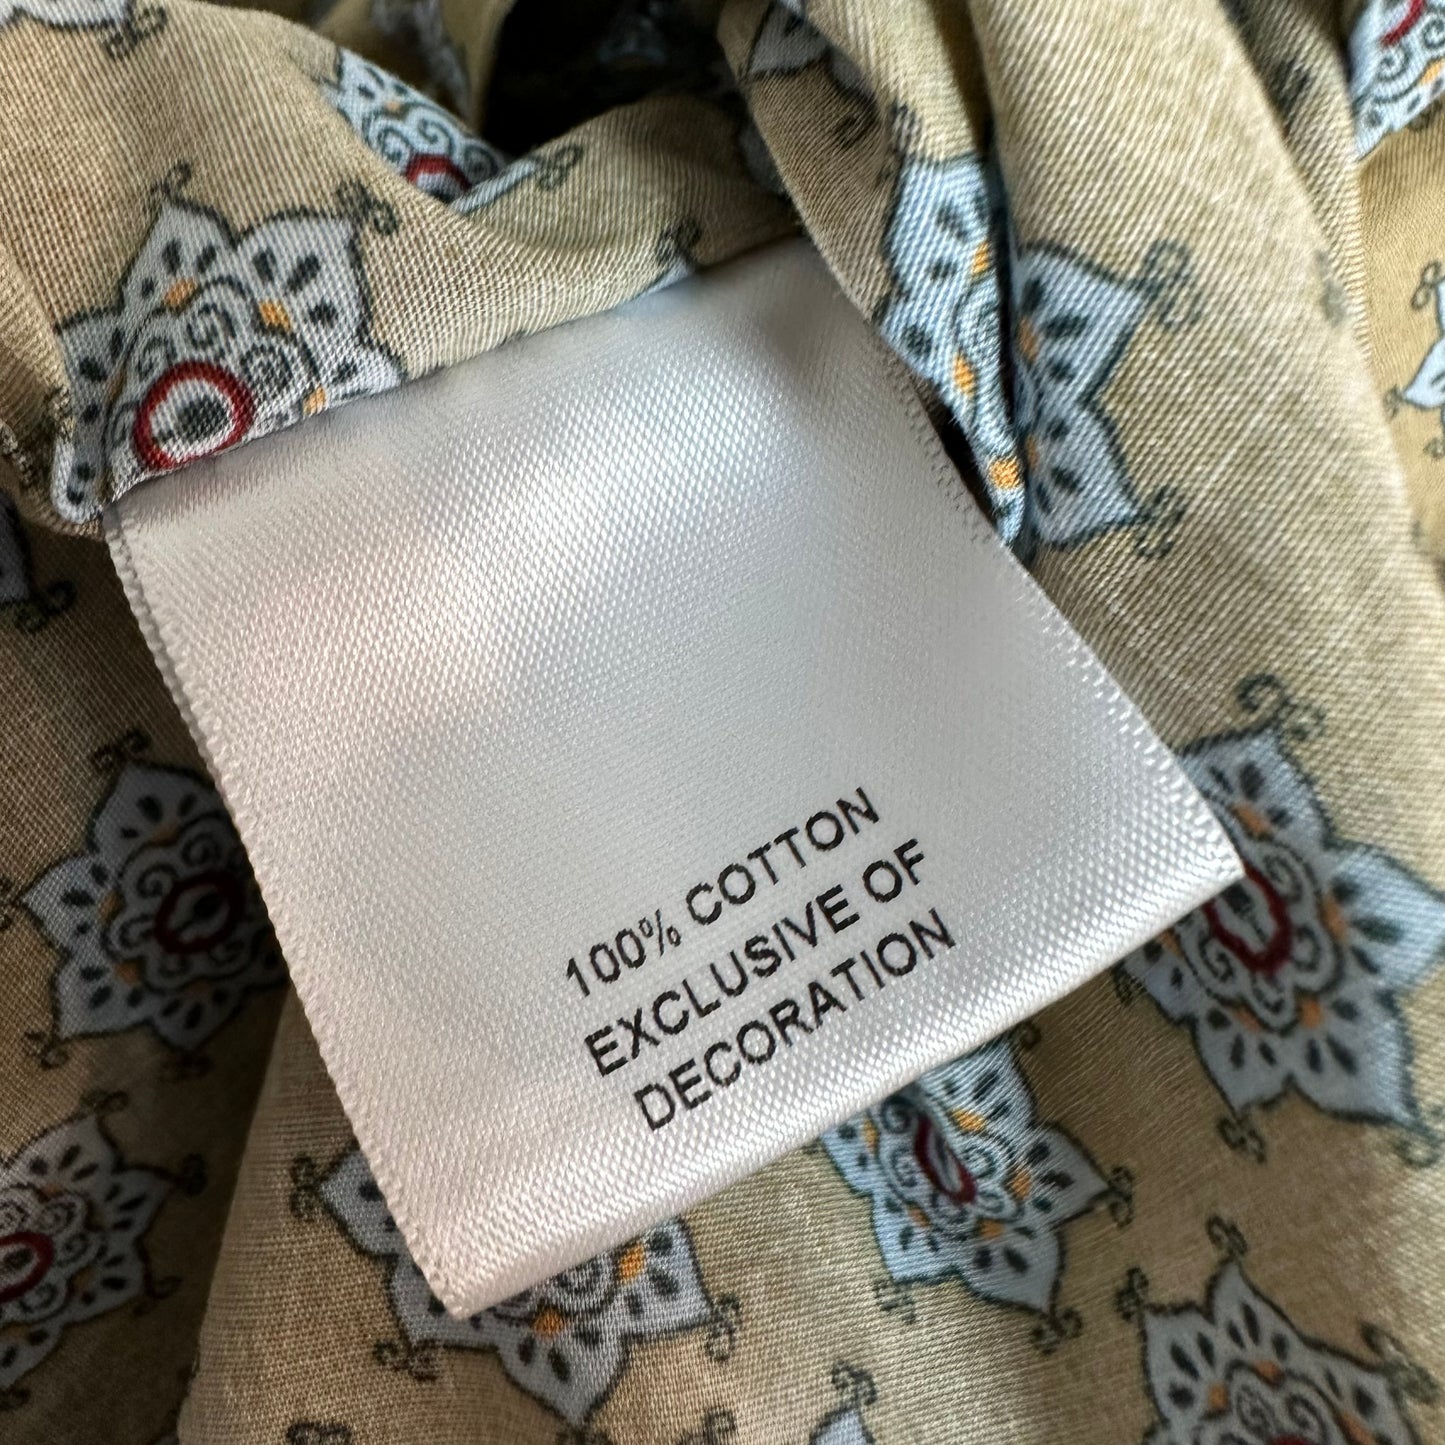 100% COTTON
EXCLUSIVE OF
DECORATION